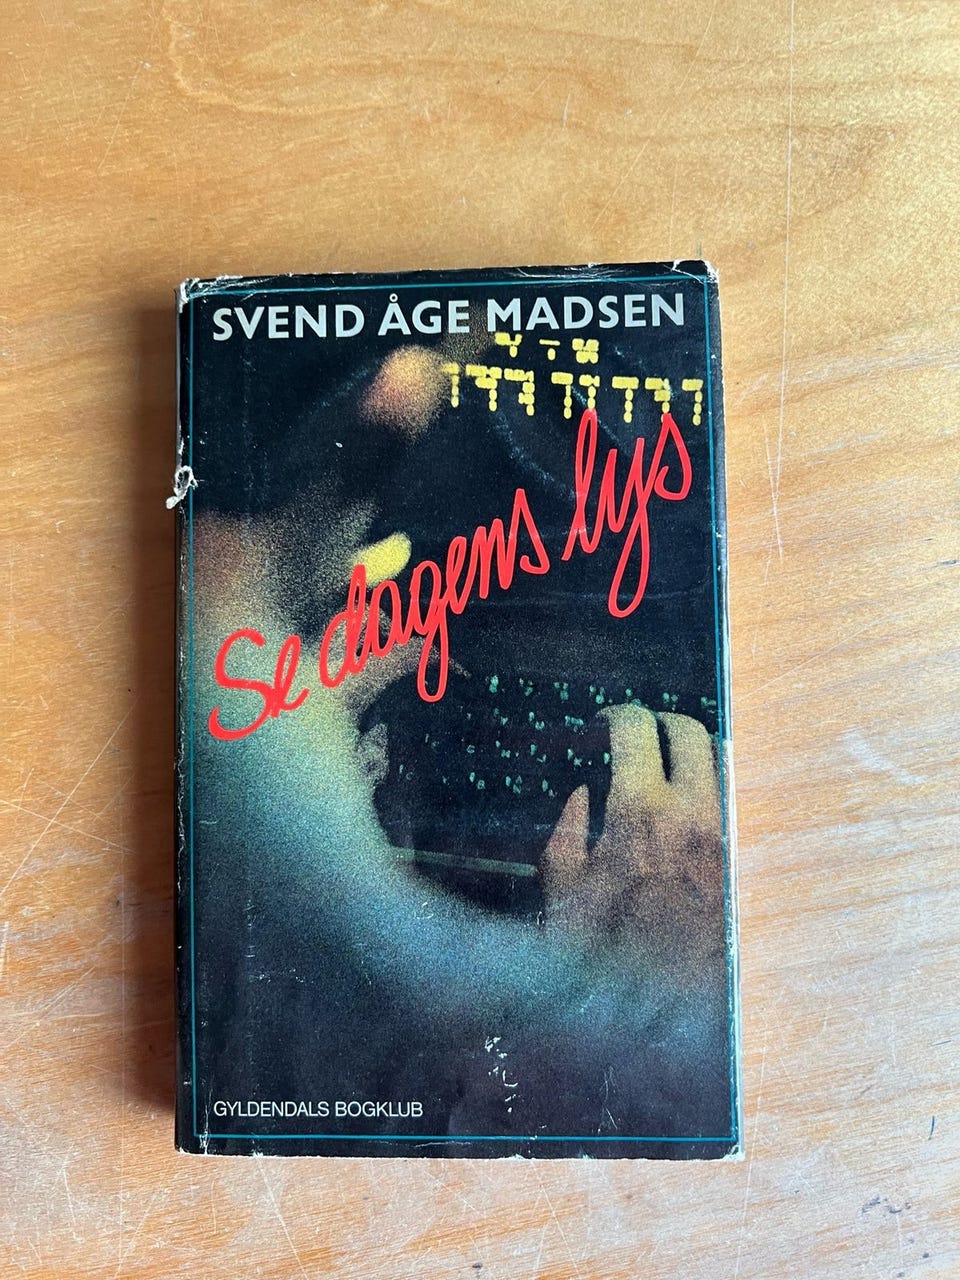 SVEND ÅGE MADSEN
Se dagens lys
GYLDENDALS BOGKLUB